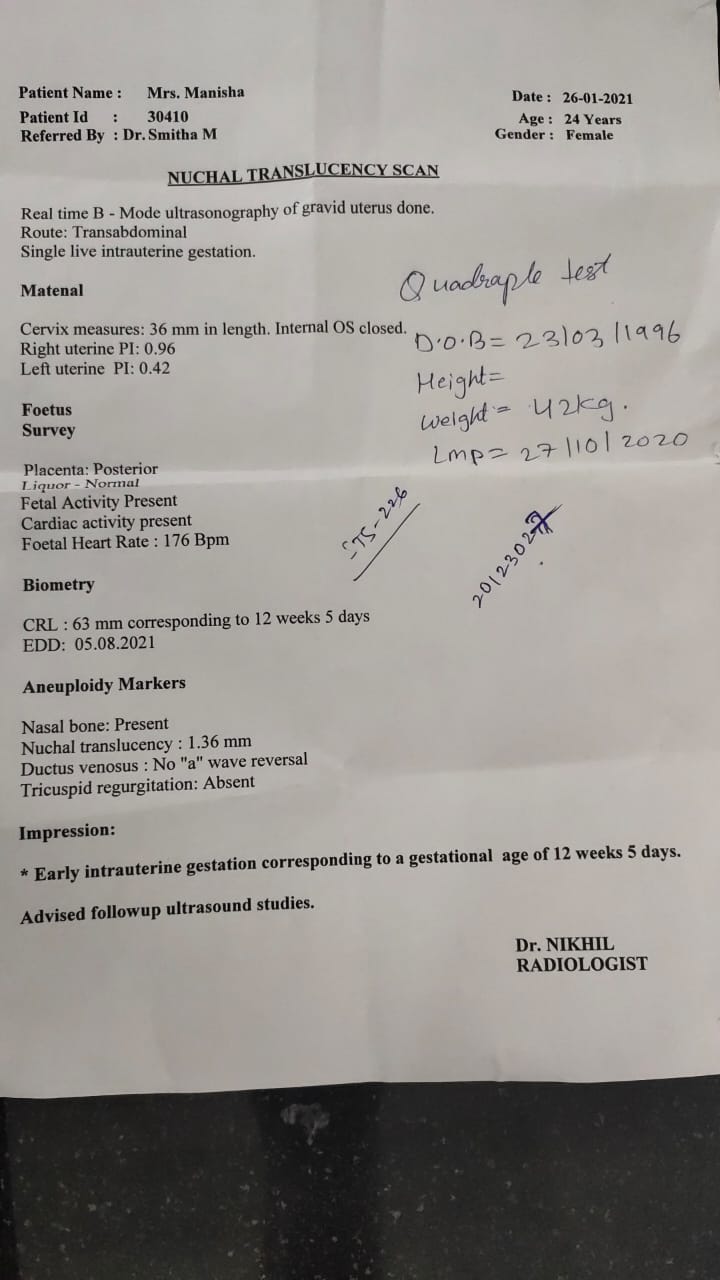 Patient Name : Mrs. Manisha
Date : 26-01-2021
Patient Id : 30410
Age : 24 Years
Referred By : Dr. Smitha M
Gender : Female
NUCHAL TRANSLUCENCY SCAN
Real time B - Mode ultrasonography of gravid uterus done.
Route: Transabdominal
Single live intrauterine gestation.
Quadraple test
Matenal
Cervix measures: 36 mm in length. Internal OS closed.
D.O.B = 23/03/1996
Right uterine PI: 0.96
Left uterine PI: 0.42
Height=
Weight = 42kg.
Foetus
Survey
Lmp = 27/10/2020
Placenta: Posterior
Liquor - Normal
Fetal Activity Present
Cardiac activity present
Foetal Heart Rate : 176 Bpm
Biometry
CRL : 63 mm corresponding to 12 weeks 5 days
EDD: 05.08.2021
Aneuploidy Markers
Nasal bone: Present
Nuchal translucency : 1.36 mm
Ductus venosus : No "a" wave reversal
Tricuspid regurgitation: Absent
Impression:
* Early intrauterine gestation corresponding to a gestational age of 12 weeks 5 days.
Advised followup ultrasound studies.
Dr. NIKHIL
RADIOLOGIST